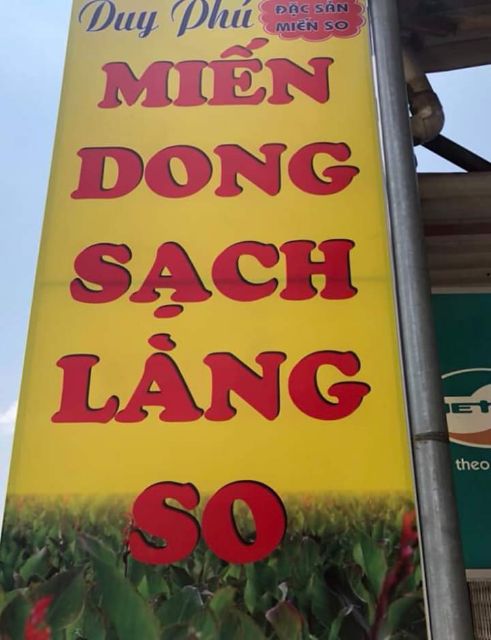 Duy Phú
ĐẶC SẢN
MIẾN SO
MIẾN
DONG
SẠCH
LÀNG
SO
theo